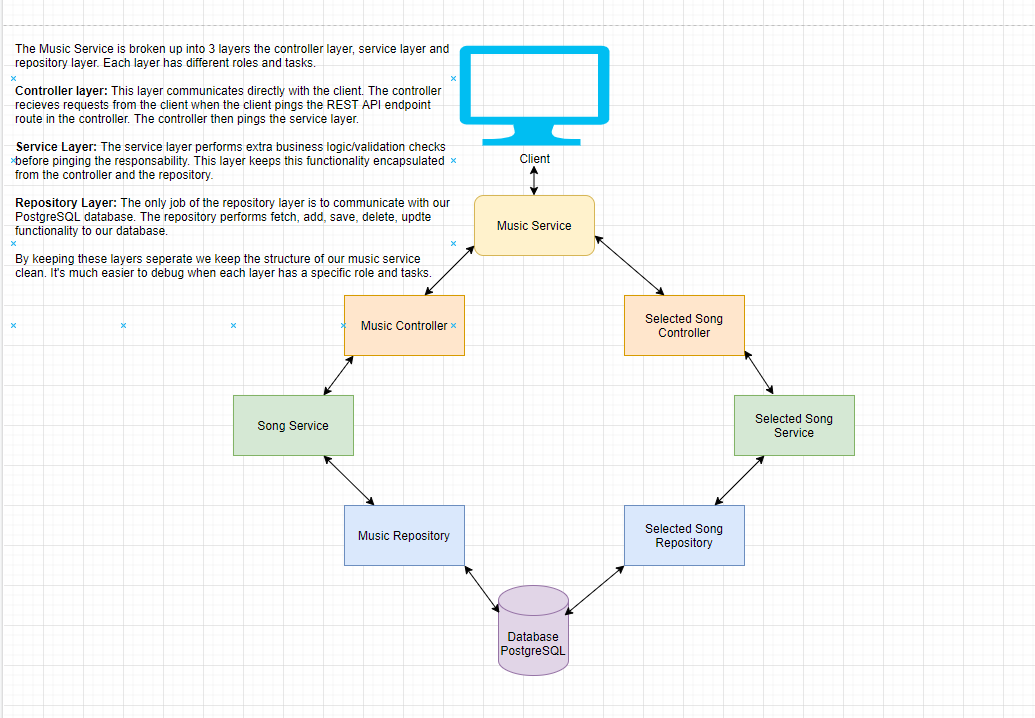 The Music Service is broken up into 3 layers the controller layer, service layer and
repository layer. Each layer has different roles and tasks.
Controller layer: This layer communicates directly with the client. The controller
recieves requests from the client when the client pings the REST API endpoint
route in the controller. The controller then pings the service layer.
Service Layer: The service layer performs extra business logic/validation checks
before pinging the responsability. This layer keeps this functionality encapsulated
from the controller and the repository.
Repository Layer: The only job of the repository layer is to communicate with our
PostgreSQL database. The repository performs fetch, add, save, delete, updte
functionality to our database.
By keeping these layers seperate we keep the structure of our music service
clean. It's much easier to debug when each layer has a specific role and tasks.
Client
Music Service
Music Controller
Selected Song
Controller
Song Service
Selected Song
Service
Music Repository
Selected Song
Repository
Database
PostgreSQL